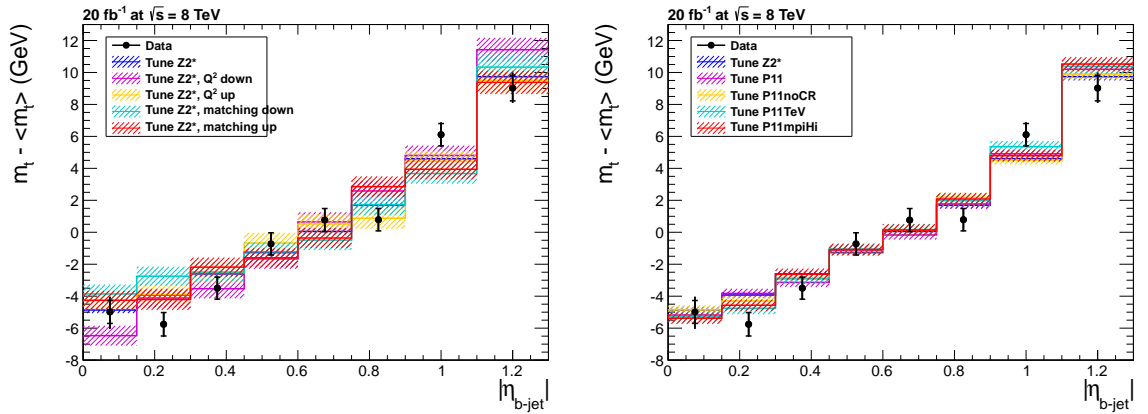 20 fb⁻¹ at √s = 8 TeV
m_t - <m_t> (GeV)
12
10
8
6
4
2
0
-2
-4
-6
-8
Data
Tune Z2*
Tune Z2*, Q² down
Tune Z2*, Q² up
Tune Z2*, matching down
Tune Z2*, matching up
0 0.2 0.4 0.6 0.8 1.0 1.2
|η_b-jet|
20 fb⁻¹ at √s = 8 TeV
m_t - <m_t> (GeV)
12
10
8
6
4
2
0
-2
-4
-6
-8
Data
Tune Z2*
Tune P11
Tune P11noCR
Tune P11TeV
Tune P11mpiHi
0 0.2 0.4 0.6 0.8 1.0 1.2
|η_b-jet|